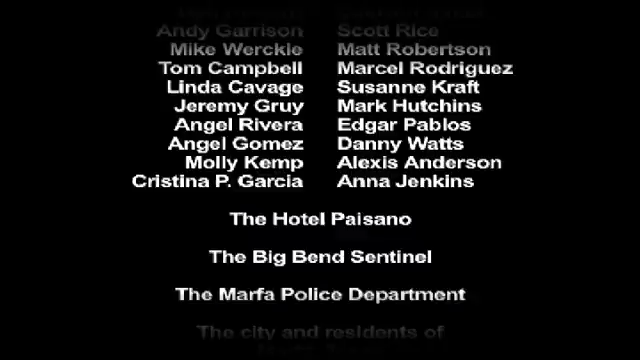 Andy Garrison Scott Rice
Mike Werckle Matt Robertson
Tom Campbell Marcel Rodriguez
Linda Cavage Susanne Kraft
Jeremy Gruy Mark Hutchins
Angel Rivera Edgar Pablos
Angel Gomez Danny Watts
Molly Kemp Alexis Anderson
Cristina P. Garcia Anna Jenkins
The Hotel Paisano
The Big Bend Sentinel
The Marfa Police Department
The city and residents of